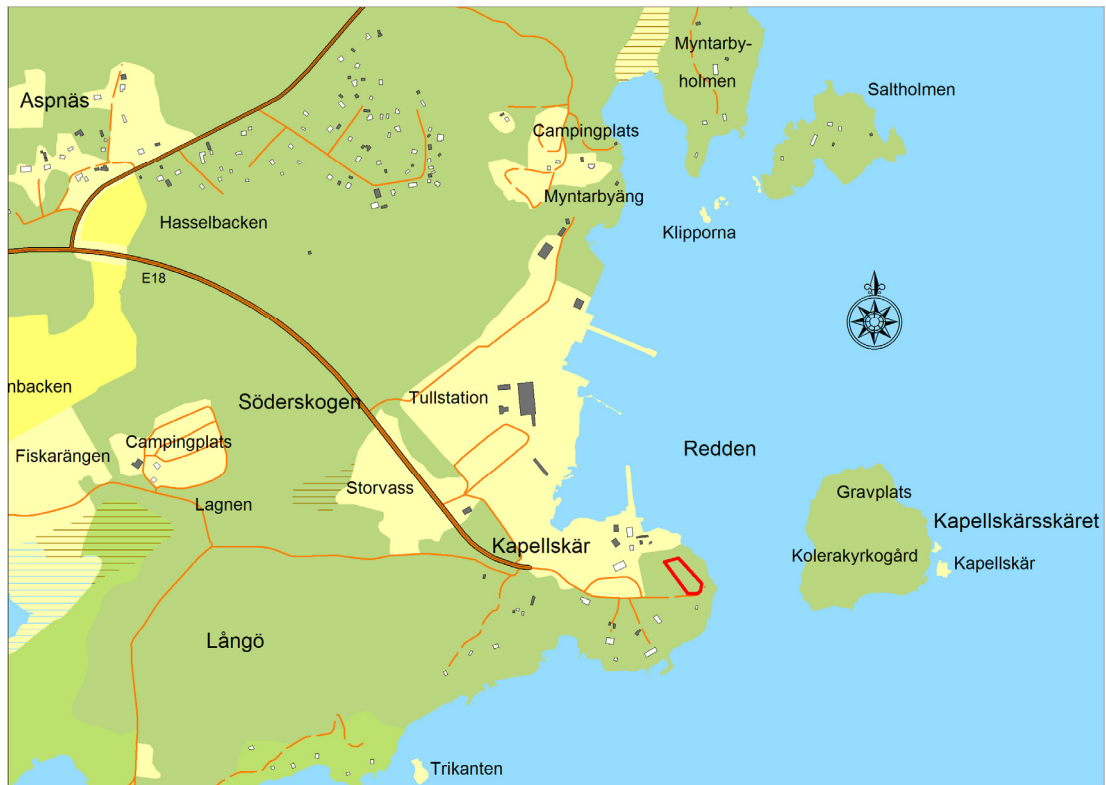 Myntarby-
holmen
Aspnäs
Saltholmen
Campingplats
Myntarbyäng
Hasselbacken
Klipporna
E18
nbacken
Söderskogen
Tullstation
Campingplats
Fiskarängen
Redden
Storvass
Gravplats
Lagnen
Kapellskärsskäret
Kapellskär
Kolerakyrkogård
Kapellskär
Långö
Trikanten